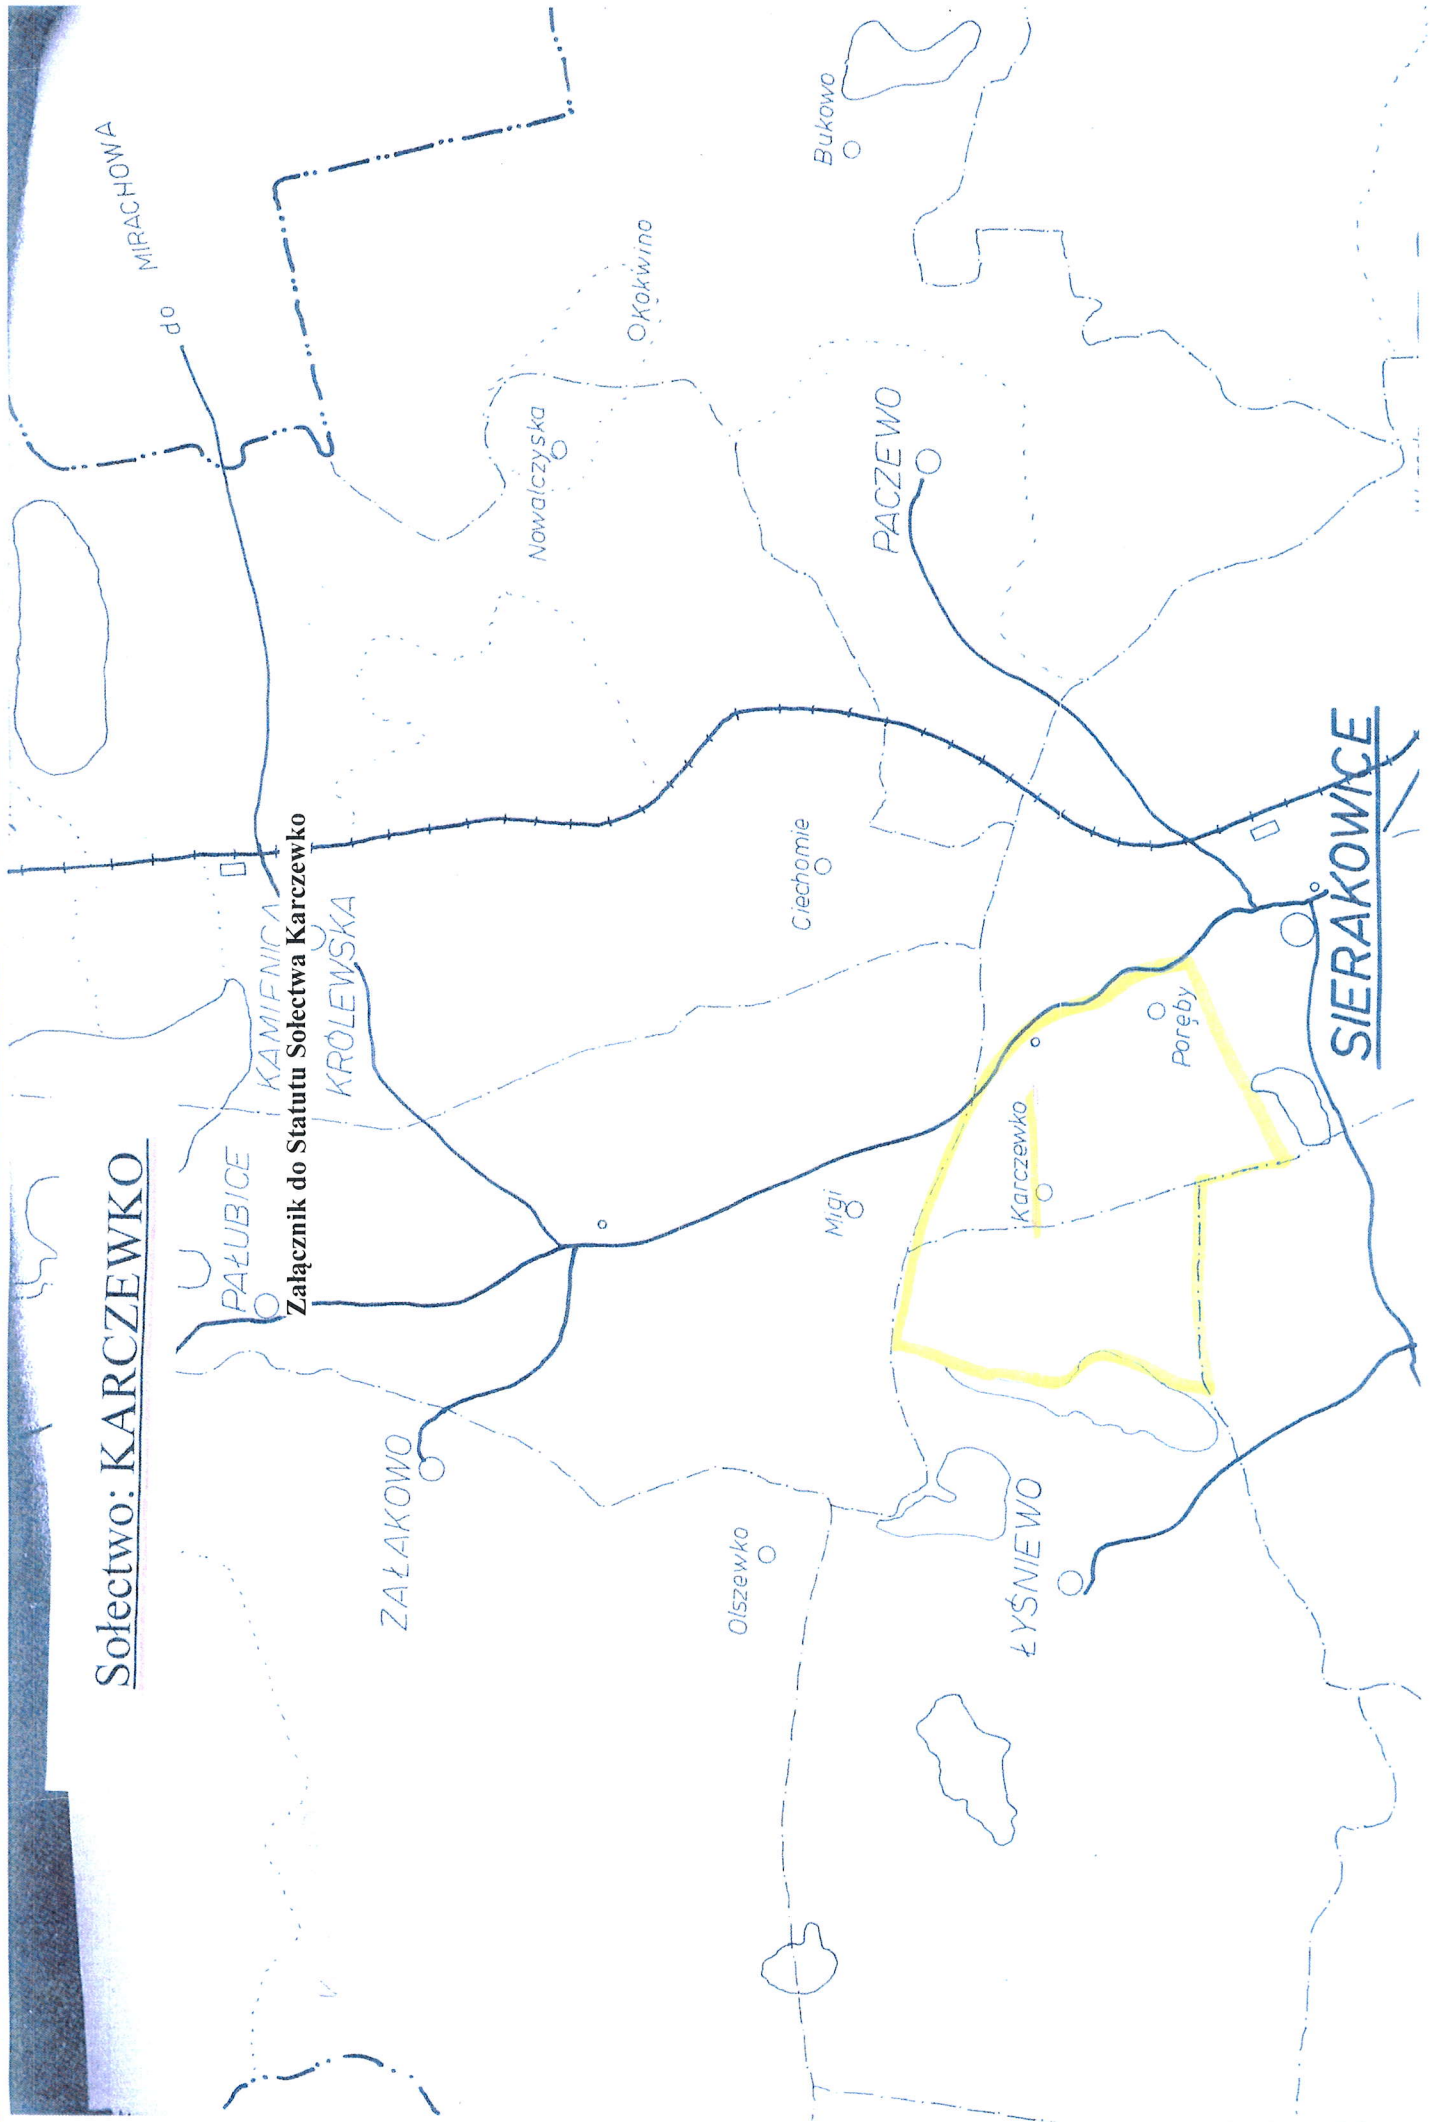 Sołectwo: KARCZEWKO
Załącznik do Statutu Sołectwa Karczewko
do MIRACHOWA
PAŁUBICE
KAMIENICA
KRÓLEWSKA
ZAŁAKOWO
Nowalczyska
Kokwino
Olszewko
Migi
Ciechomie
Bukowo
PACZEWO
ŁYŚNIEWO
Karczewko
Poręby
SIERAKOWICE